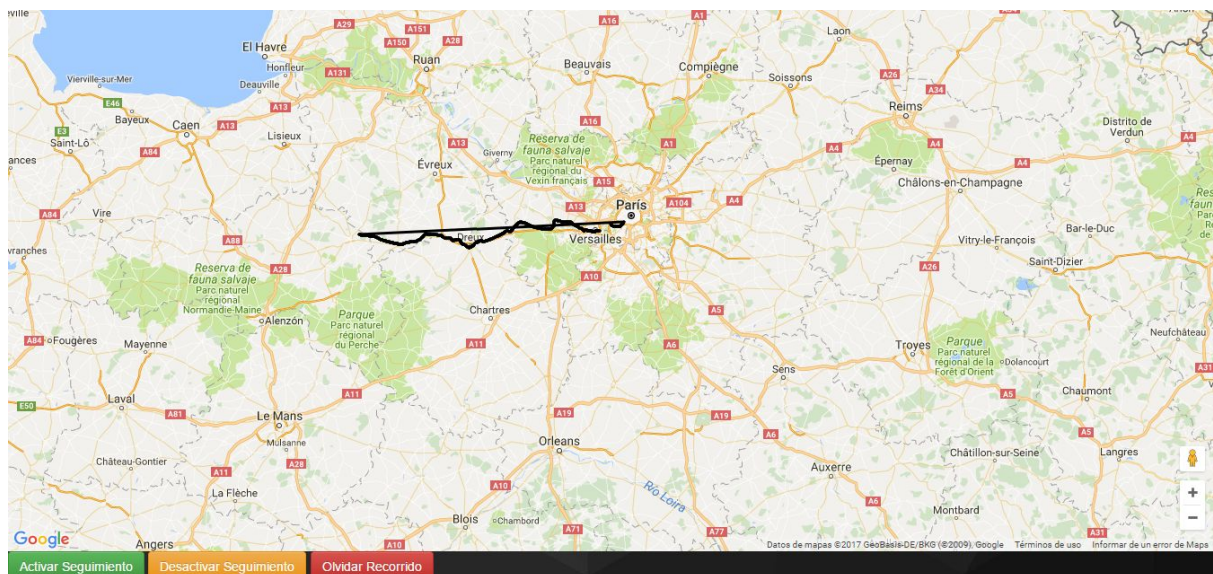 A29
A151
A16
A1
A28
A150
Laon
El Havre
Ruan
Honfleur
Beauvais
Compiègne
A131
Soissons
A26
Vierville-sur-Mer
Deauville
A34
E46
A13
Reims
Bayeux
Caen
A13
A16
Distrito de
Verdun
E3
Lisieux
Saint-Lô
A13
Reserva de
fauna salvaje
Parc naturel
régional du
Vexin français
A1
A4
A4
A84
Giverny
Évreux
Épernay
A4
A15
Châlons-en-Champagne
A13
París
A104
A4
A84
Vire
Bar-le-Duc
A88
Dreux
Versailles
Vitry-le-François
A28
Saint-Dizier
A26
Reserva de
fauna salvaje
Parc naturel
régional
Normandie-Maine
A10
Chartres
A5
Parque
Parc naturel
régional
du Perche
Alenzón
Neufchâteau
A84
Fougères
Mayenne
A11
A6
Troyes
Parque
Parc naturel
régional de la
Forêt d'Orient
Dolancourt
Sens
A31
A5
Chaumont
Laval
A11
E50
A81
Le Mans
A19
A19
A6
A5
Mulsanne
Orleans
Château-Gontier
A28
Châtillon-sur-Seine
Langres
A11
Auxerre
La Flèche
A10
Río Loira
A6
Montbard
Blois
Chambord
A71
A77
A31
Google
Angers
A10
Datos de mapas ©2017 GeoBasis-DE/BKG (©2009), Google
Términos de uso
Informar de un error de Maps
Activar Seguimiento
Desactivar Seguimiento
Olvidar Recorrido